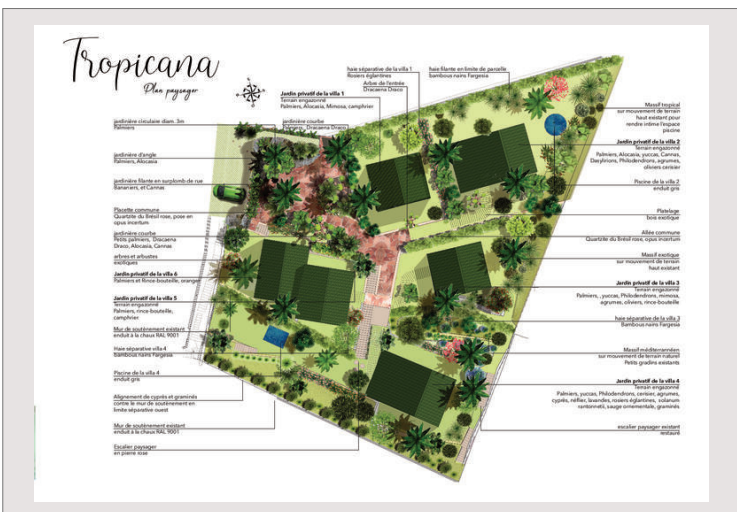 Tropicana
Plan paysager
haie séparative de la villa 1
Rosiers églantines
Arbre de l'entrée
Dracaena Draco
haie filante en limite de parcelle
bambous nains Fargesia
Jardin privatif de la villa 1
Terrain engazonné
Palmiers, Alocasia, Mimosa, camphrier
jardinière circulaire diam. 3m
Palmiers
jardinière courbe
Palmiers, Dracaena Draco
jardinière d'angle
Palmiers, Alocasia
jardinière filante en surplomb de rue
Bananiers, et Cannas
Placette commune
Quartzite du Brésil rose, pose en
opus incertum
jardinière courbe
Petits palmiers, Dracaena
Draco, Alocasia, Cannas
arbres et arbustes
exotiques
Jardin privatif de la villa 6
Palmiers et Rince-bouteille, oranger
Jardin privatif de la villa 5
Terrain engazonné
Palmiers, rince-bouteille,
camphrier
Mur de soutènement existant
enduit à la chaux RAL 9001
Haie séparative villa 4
bambous nains Fargesia
Piscine de la villa 4
enduit gris
Alignement de cyprès et graminés
contre le mur de soutènement en
limite séparative ouest
Mur de soutènement existant
enduit à la chaux RAL 9001
Escalier paysager
en pierre rose
Massif tropical
sur mouvement de terrain
haut existant pour
rendre intime l'espace
piscine
Jardin privatif de la villa 2
Terrain engazonné
Palmiers, Alocasia, yuccas, Cannas,
Dasylirions, Philodendrons, agrumes,
oliviers cerisier
Piscine de la villa 2
enduit gris
Platelage
bois exotique
Allée commune
Quartzite du Brésil rose, opus incertum
Massif exotique
sur mouvement de terrain
haut existant
Jardin privatif de la villa 3
Terrain engazonné
Palmiers, , yuccas, Philodendrons, mimosa,
agrumes, oliviers, rince-bouteille
haie séparative de la villa 3
Bambous nains Fargesia
Massif méditerranéen
sur mouvement de terrain naturel
Petits gradins existants
Jardin privatif de la villa 4
Terrain engazonné
Palmiers, yuccas, Philodendrons, cerisier, agrumes,
cyprès, néflier, lavandes, rosiers églantines, solanum
rantonnetii, sauge ornementale, graminés
escalier paysager existant
restauré